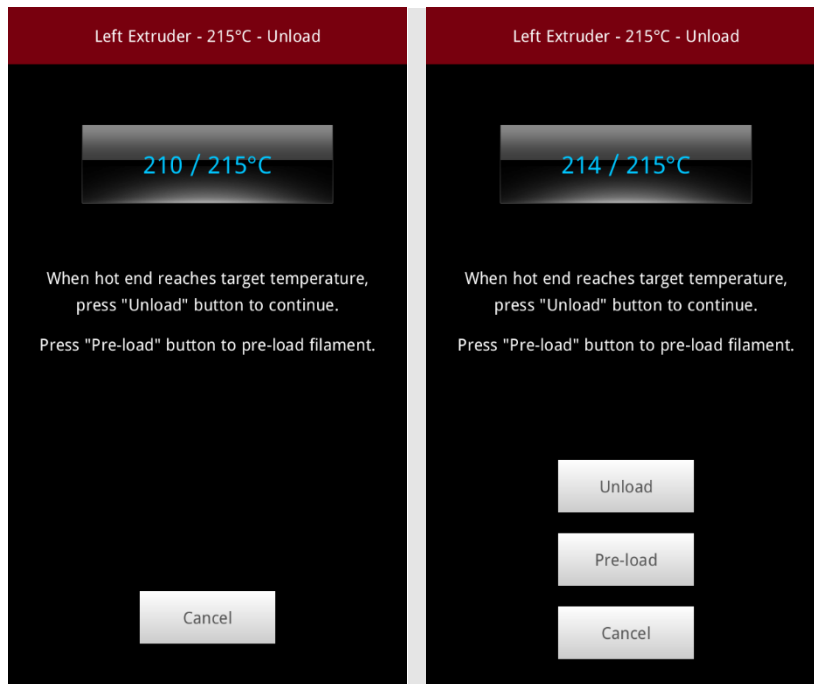 Left Extruder - 215°C - Unload
210 / 215°C
When hot end reaches target temperature,
press "Unload" button to continue.
Press "Pre-load" button to pre-load filament.
Cancel
Left Extruder - 215°C - Unload
214 / 215°C
When hot end reaches target temperature,
press "Unload" button to continue.
Press "Pre-load" button to pre-load filament.
Unload
Pre-load
Cancel